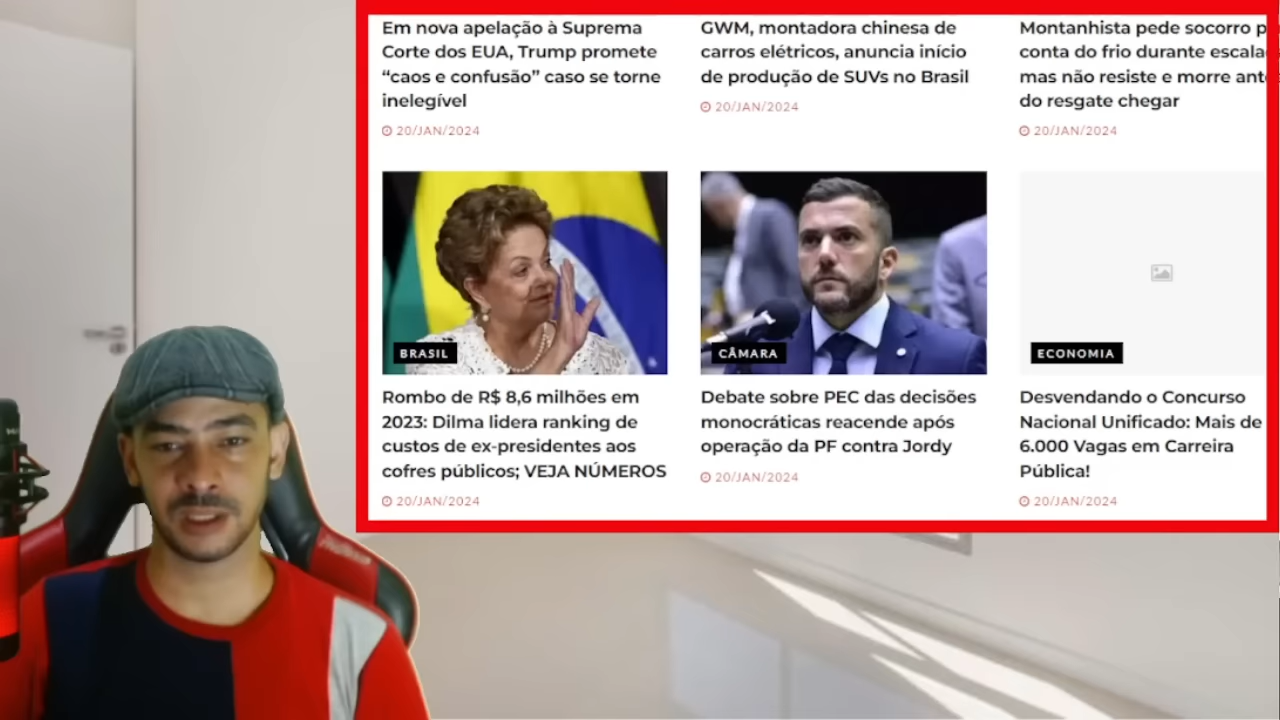 Em nova apelação à Suprema
Corte dos EUA, Trump promete
“caos e confusão” caso se torne
inelegível
20/JAN/2024
GWM, montadora chinesa de
carros elétricos, anuncia início
de produção de SUVs no Brasil
20/JAN/2024
Montanhista pede socorro
conta do frio durante
mas não resiste e morre
do resgate chegar
20/JAN/2024
BRASIL
Rombo de R$ 8,6 milhões em
2023: Dilma lidera ranking de
custos de ex-presidentes aos
cofres públicos; VEJA NÚMEROS
20/JAN/2024
CÂMARA
Debate sobre PEC das decisões
monocráticas reacende após
operação da PF contra Jordy
20/JAN/2024
ECONOMIA
Desvendando o Concurso
Nacional Unificado: Mais de
6.000 Vagas em Carreira
Pública!
20/JAN/2024